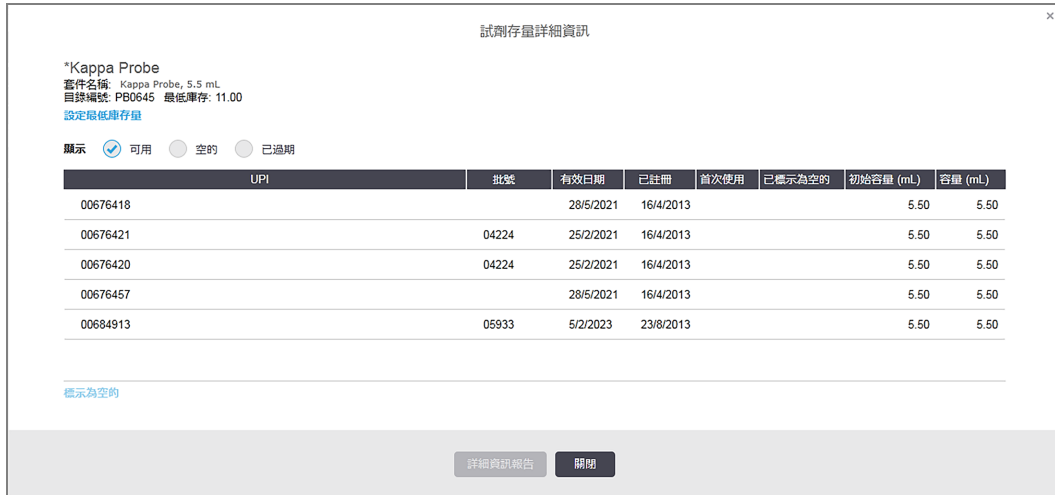 ×
試劑存量詳細資訊
*Kappa Probe
套件名稱: Kappa Probe, 5.5 mL
目錄編號: PB0645 最低庫存: 11.00
設定最低庫存量
顯示 可用 空的 已過期
UPI 批號 有效日期 已註冊 首次使用 已標示為空的 初始容量 (mL) 容量 (mL)
00676418 28/5/2021 16/4/2013 5.50 5.50
00676421 04224 25/2/2021 16/4/2013 5.50 5.50
00676420 04224 25/2/2021 16/4/2013 5.50 5.50
00676457 28/5/2021 16/4/2013 5.50 5.50
00684913 05933 5/2/2023 23/8/2013 5.50 5.50
標示為空的
詳細資訊報告 關閉